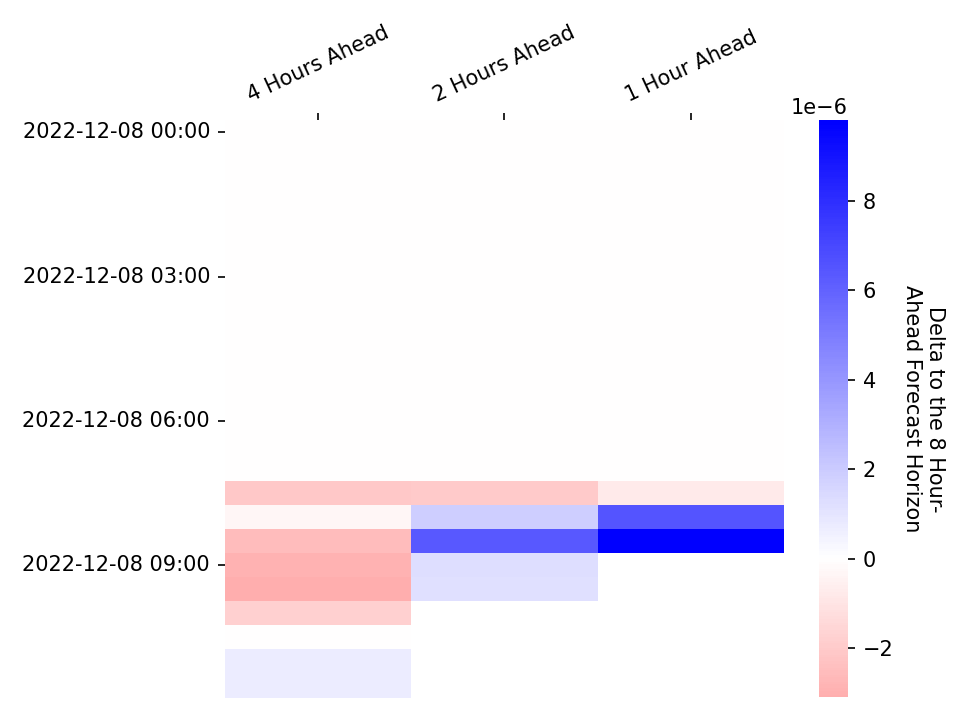 4 Hours Ahead
2 Hours Ahead
1 Hour Ahead
1e−6
2022-12-08 00:00
2022-12-08 03:00
2022-12-08 06:00
2022-12-08 09:00
8
6
4
2
0
−2
Delta to the 8 Hour-
Ahead Forecast Horizon